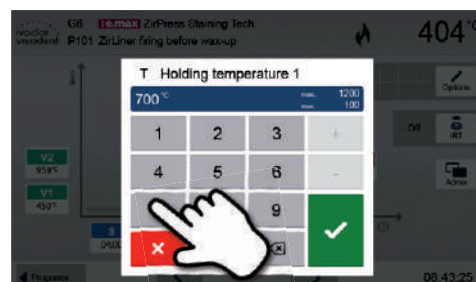 ivoclar
vivadent
G6 e.max ZirPress Staining Tech.
P101 ZirLiner firing before wax-up
404°C
T Holding temperature 1
700 °C
max. 1200
100
1 2 3 +
4 5 6 -
9
Options
Off
IRT
Admin
V2
959°C
V1
450°C
S
Programs
06:43:25